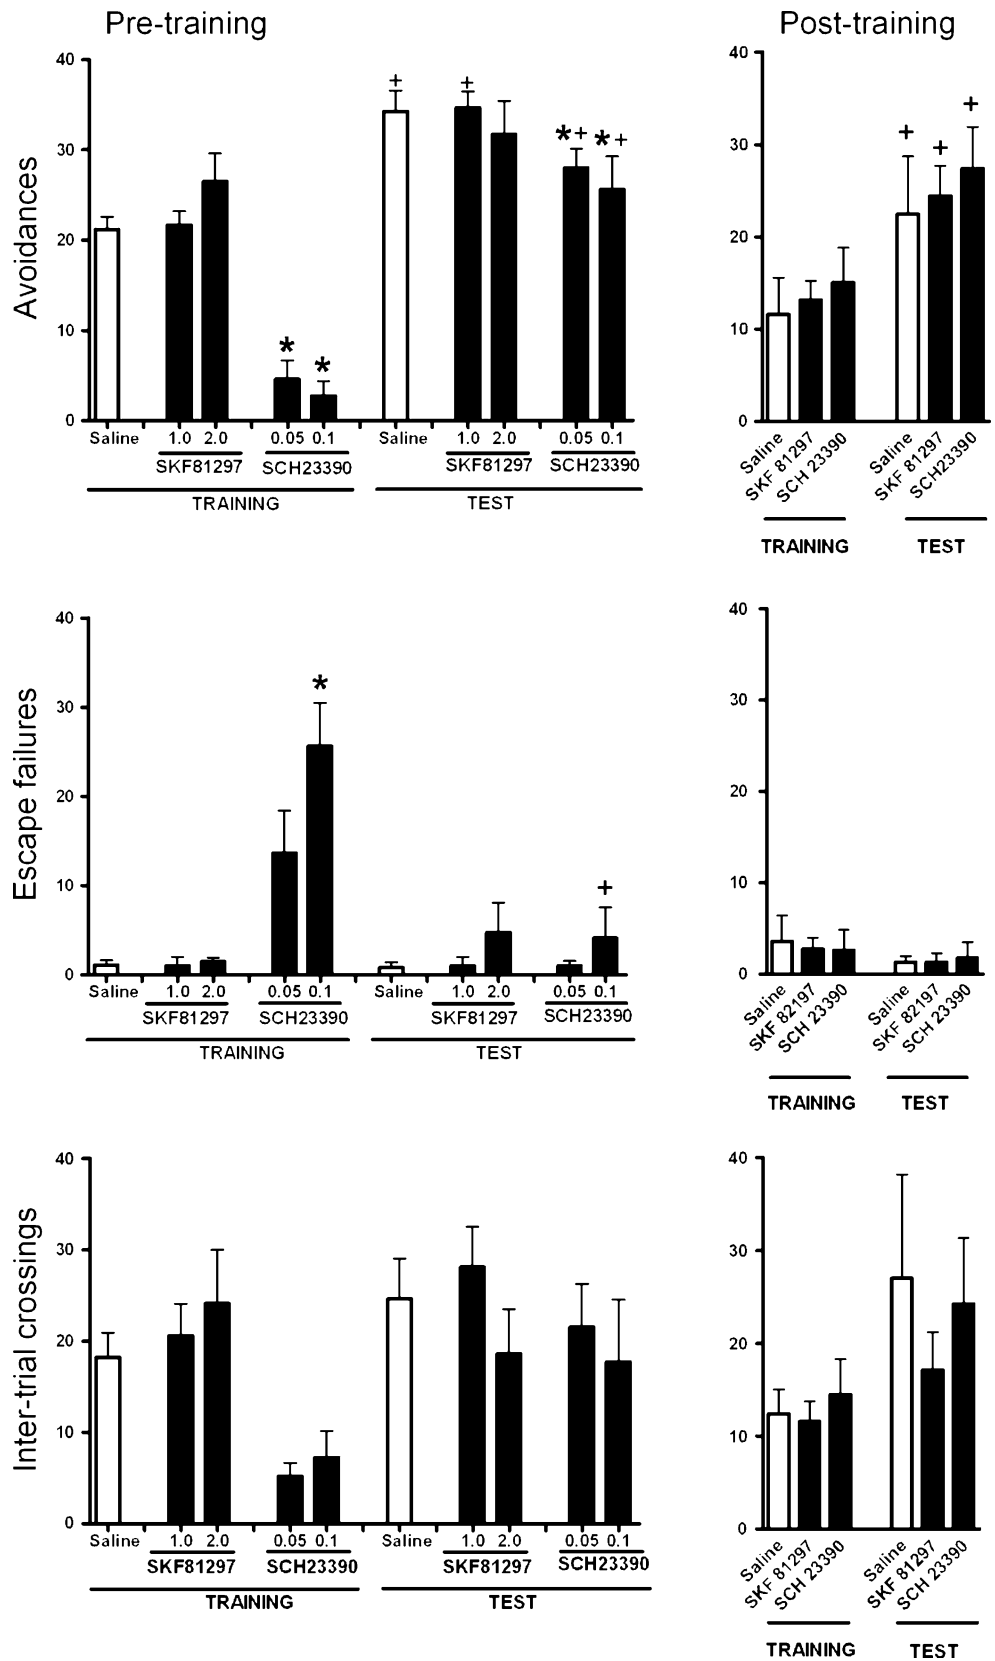 Pre-training Post-training
Avoidances
40
30
20
10
0
+ + * + * +
* *
Saline 1.0 2.0 0.05 0.1 Saline 1.0 2.0 0.05 0.1
SKF81297 SCH23390 SKF81297 SCH23390
TRAINING TEST
40
30
20
10
0
+ + +
Saline SKF 81297 SCH 23390 Saline SKF 81297 SCH23390
TRAINING TEST
Escape failures
40
30
20
10
0
*
+
Saline 1.0 2.0 0.05 0.1 Saline 1.0 2.0 0.05 0.1
SKF81297 SCH23390 SKF81297 SCH23390
TRAINING TEST
40
30
20
10
0
Saline SKF 82197 SCH 23390 Saline SKF 82197 SCH 23390
TRAINING TEST
Inter-trial crossings
40
30
20
10
0
Saline 1.0 2.0 0.05 0.1 Saline 1.0 2.0 0.05 0.1
SKF81297 SCH23390 SKF81297 SCH23390
TRAINING TEST
40
30
20
10
0
Saline SKF 81297 SCH 23390 Saline SKF 81297 SCH 23390
TRAINING TEST